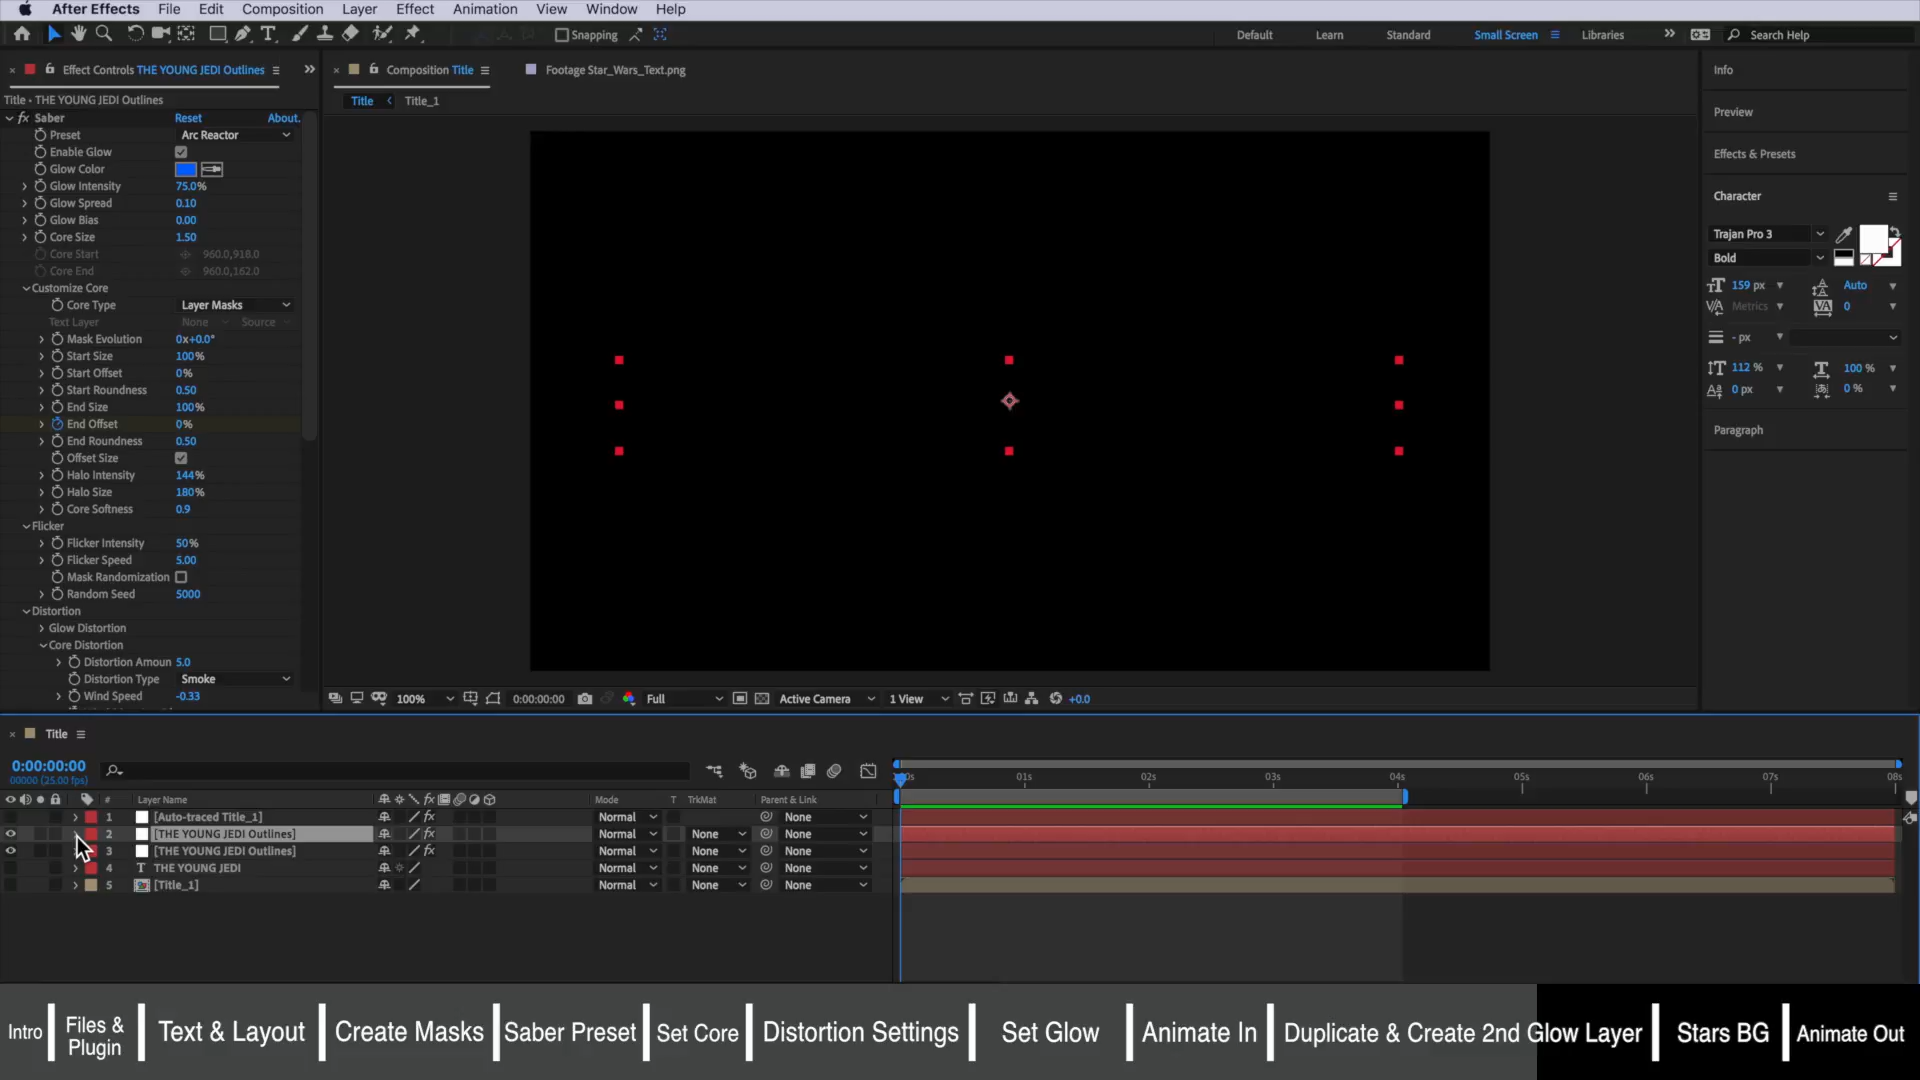 After Effects File Edit Composition Layer Effect Animation View Window Help
Snapping Default Learn Standard Small Screen Libraries Search Help
Effect Controls THE YOUNG JEDI Outlines Composition Title Footage Star_Wars_Text.png Info
Title • THE YOUNG JEDI Outlines Title Title_1
Saber Reset About.
Preset Arc Reactor
Enable Glow
Glow Color
Glow Intensity 75.0%
Glow Spread 0.10
Glow Bias 0.00
Core Size 1.50
Core Start 960.0,918.0
Core End 960.0,162.0
Customize Core
Core Type Layer Masks
Text Layer None Source
Mask Evolution 0x+0.0°
Start Size 100%
Start Offset 0%
Start Roundness 0.50
End Size 100%
End Offset 0%
End Roundness 0.50
Offset Size
Halo Intensity 144%
Halo Size 180%
Core Softness 0.9
Flicker
Flicker Intensity 50%
Flicker Speed 5.00
Mask Randomization
Random Seed 5000
Distortion
Glow Distortion
Core Distortion
Distortion Amoun 5.0
Distortion Type Smoke
Wind Speed -0.33
Preview
Effects & Presets
Character
Trajan Pro 3
Bold
159 px Auto
Metrics 0
- px
112 % 100 %
0 px 0 %
Paragraph
100% 0:00:00:00 Full Active Camera 1 View +0.0
Title
0:00:00:00
00000 (25.00 fps)
01s 02s 03s 04s 05s 06s 07s 08s
# Layer Name fx Mode T TrkMat Parent & Link
1 [Auto-traced Title_1] fx Normal None
2 [THE YOUNG JEDI Outlines] fx Normal None None
3 [THE YOUNG JEDI Outlines] fx Normal None None
4 T THE YOUNG JEDI Normal None None
5 [Title_1] Normal None None
Intro Files & Plugin Text & Layout Create Masks Saber Preset Set Core Distortion Settings Set Glow Animate In Duplicate & Create 2nd Glow Layer Stars BG Animate Out